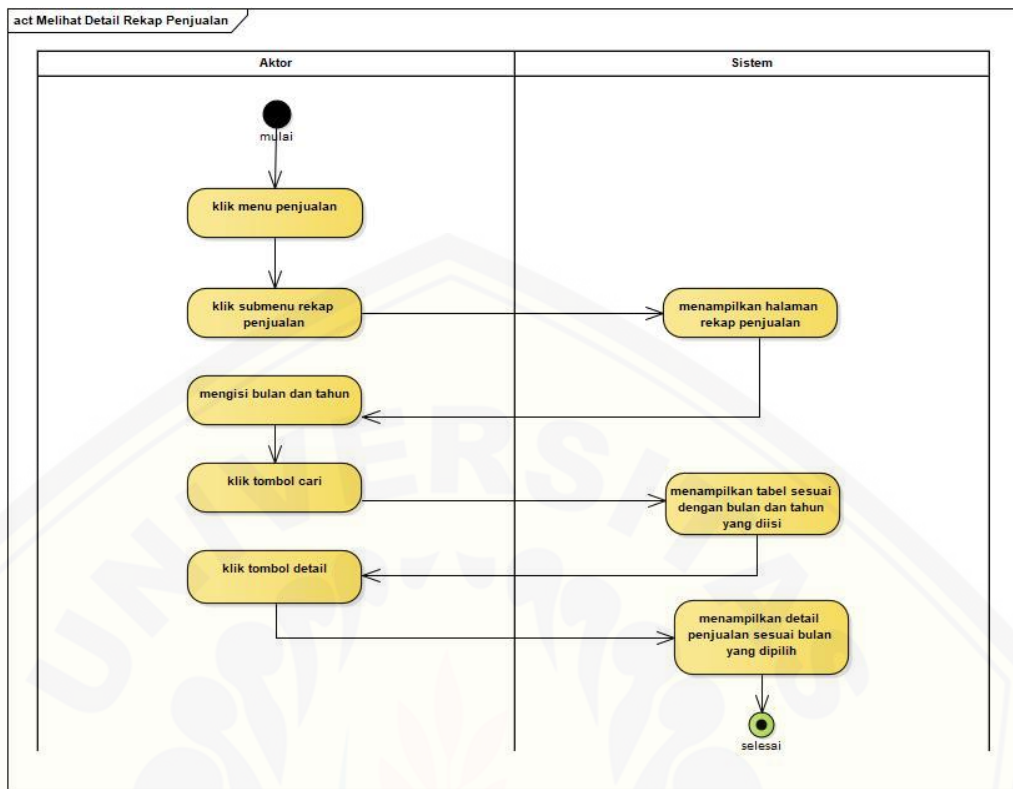 act Melihat Detail Rekap Penjualan
Aktor
Sistem
mulai
klik menu penjualan
klik submenu rekap
penjualan
menampilkan halaman
rekap penjualan
mengisi bulan dan tahun
klik tombol cari
menampilkan tabel sesuai
dengan bulan dan tahun
yang diisi
klik tombol detail
menampilkan detail
penjualan sesuai bulan
yang dipilih
selesai
UNIVERSITAS